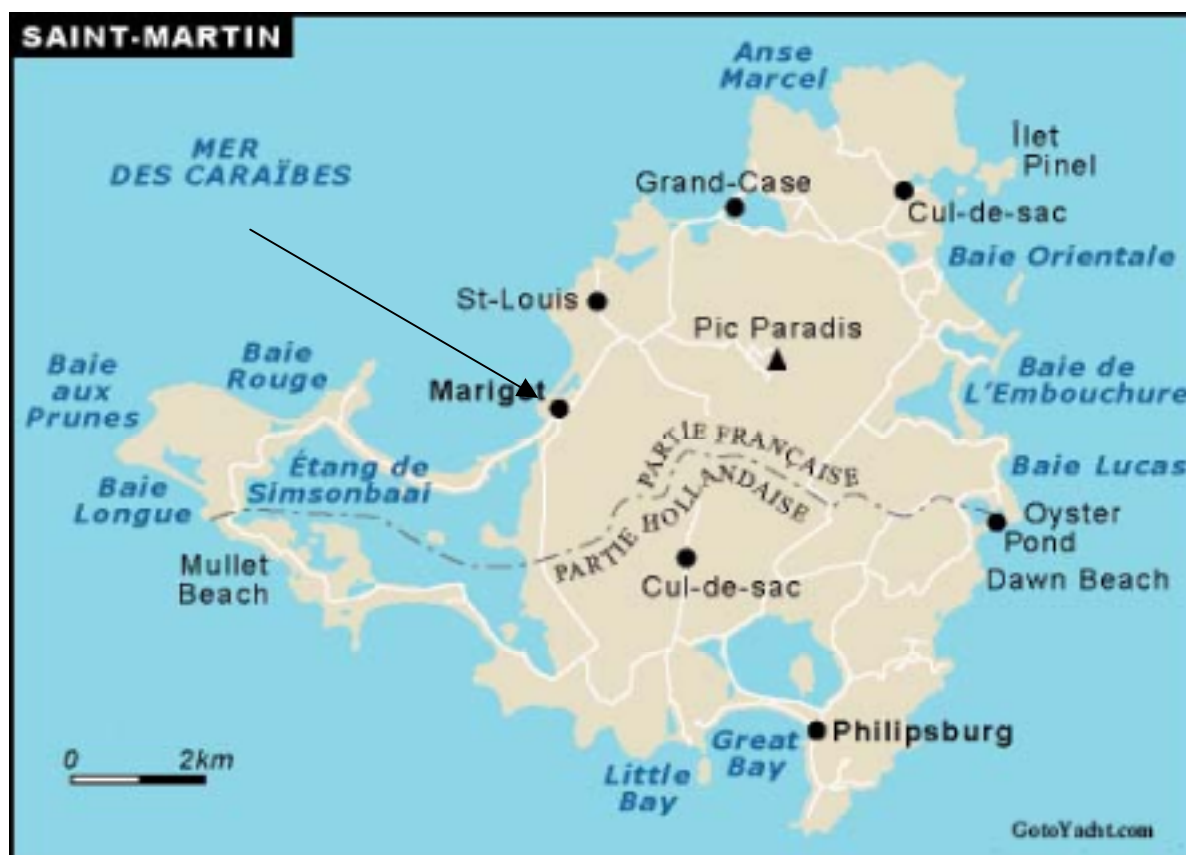 SAINT-MARTIN
Anse
Marcel
MER
DES CARAÏBES
Îlet
Pinel
Grand-Case
Cul-de-sac
Baie Orientale
St-Louis
Pic Paradis
Baie
Rouge
Baie
aux
Prunes
Marigot
Baie de
L'Embouchure
PARTIE FRANÇAISE
Étang de
Simsonbaai
Baie Lucas
Baie
Longue
PARTIE HOLLANDAISE
Oyster
Pond
Mullet
Beach
Cul-de-sac
Dawn Beach
Philipsburg
Great
Bay
0 2km
Little
Bay
GotoYacht.com